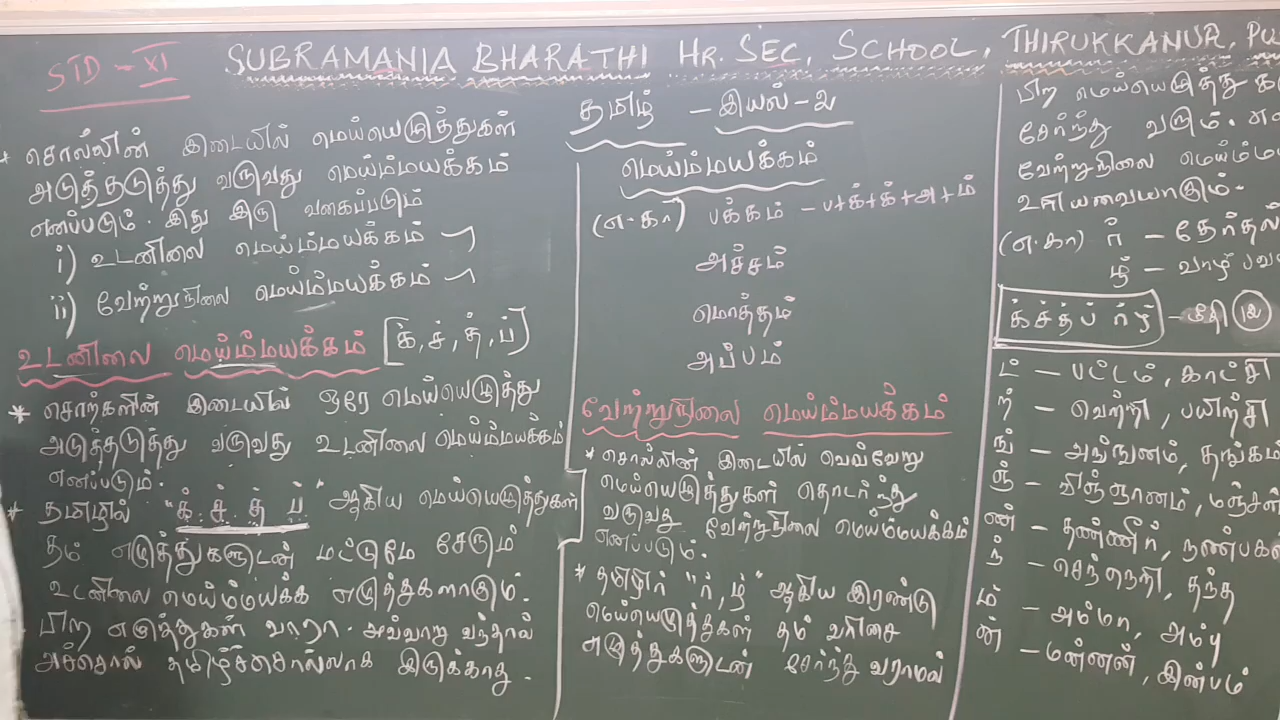 STD - XI
SUBRAMANIA BHARATHI HR. SEC. SCHOOL, THIRUKKANUR, PU
* சொல்லின் இடையில் மெய்யெழுத்துகள்
அடுத்தடுத்து வருவது மெய்ம்மயக்கம்
எனப்படும். இது இரு வகைப்படும்
i) உடனிலை மெய்ம்மயக்கம்
ii) வேற்றுநிலை மெய்ம்மயக்கம்
உடனிலை மெய்ம்மயக்கம் [க்,ச்,த்,ப்]
* சொற்களின் இடையில் ஒரே மெய்யெழுத்து
அடுத்தடுத்து வருவது உடனிலை மெய்ம்மயக்கம்
எனப்படும்.
* தமிழில் "க் ச் த் ப்" ஆகிய மெய்யெழுத்துகள்
தம் எழுத்துகளுடன் மட்டுமே சேரும்
உடனிலை மெய்ம்மயக்க எழுத்துகளாகும்.
பிற எழுத்துகள் வாரா. அவ்வாறு வந்தால்
அச்சொல் தமிழ்ச்சொல்லாக இருக்காது.
தமிழ் - இயல் - ௨
மெய்ம்மயக்கம்
(எ.கா) பக்கம் - ப+க்+க்+அ+ம்
அச்சம்
மொத்தம்
அப்பம்
வேற்றுநிலை மெய்ம்மயக்கம்
* சொல்லின் இடையில் வெவ்வேறு
மெய்யெழுத்துகள் தொடர்ந்து
வருவது வேற்றுநிலை மெய்ம்மயக்கம்
எனப்படும்.
* தமிழில் "ர், ழ்" ஆகிய இரண்டு
மெய்யெழுத்துகள் தம் வரிசை
எழுத்துகளுடன் சேர்ந்து வராமல்
பிற மெய்யெழுத்து க
சேர்ந்து வரும்.
வேற்றுநிலை மெய்ம்ம
உரியவையாகும்.
(எ.கா) ர் - தேர்தல்
ழ் - வாழ்பவ
க்ச்த்ப் ர்ழ் - மீதி ௧௨
ட் - பட்டம், காட்சி
ற் - வெற்றி, பயிற்சி
ங் - அங்ஙனம், தங்கம்
ஞ் - விஞ்ஞானம், மஞ்சள்
ண் - தண்ணீர், நண்பகல்
ந் - செந்நெறி, தந்த
ம் - அம்மா, அம்பு
ன் - மன்னன், இன்பம்